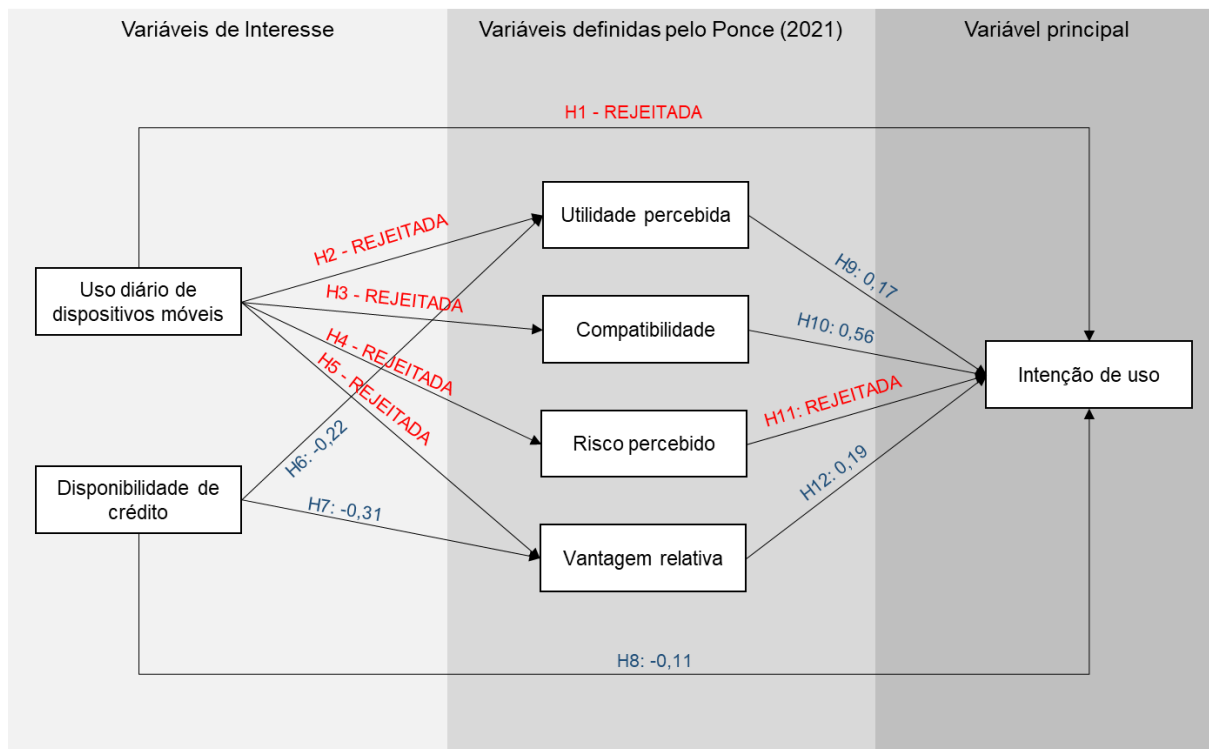 Variáveis de Interesse
Variáveis definidas pelo Ponce (2021)
Variável principal
H1 - REJEITADA
Utilidade percebida
H2 - REJEITADA
H9: 0,17
Uso diário de
dispositivos móveis
H3 - REJEITADA
Compatibilidade
H10: 0,56
H4 - REJEITADA
H5 - REJEITADA
Intenção de uso
H11: REJEITADA
Risco percebido
H6: -0,22
H12: 0,19
Disponibilidade de
crédito
H7: -0,31
Vantagem relativa
H8: -0,11